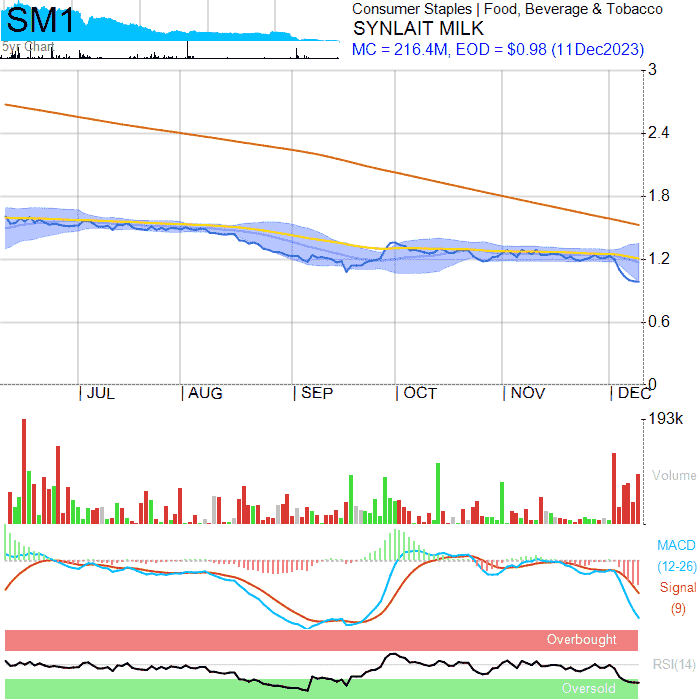 SM1
Consumer Staples | Food, Beverage & Tobacco
SYNLAIT MILK
MC = 216.4M, EOD = $0.98 (11Dec2023)
5yr Chart
3
2.4
1.8
1.2
0.6
0
| JUL | AUG | SEP | OCT | NOV | DEC
193k
Volume
MACD
(12-26)
Signal
(9)
Overbought
RSI(14)
Oversold